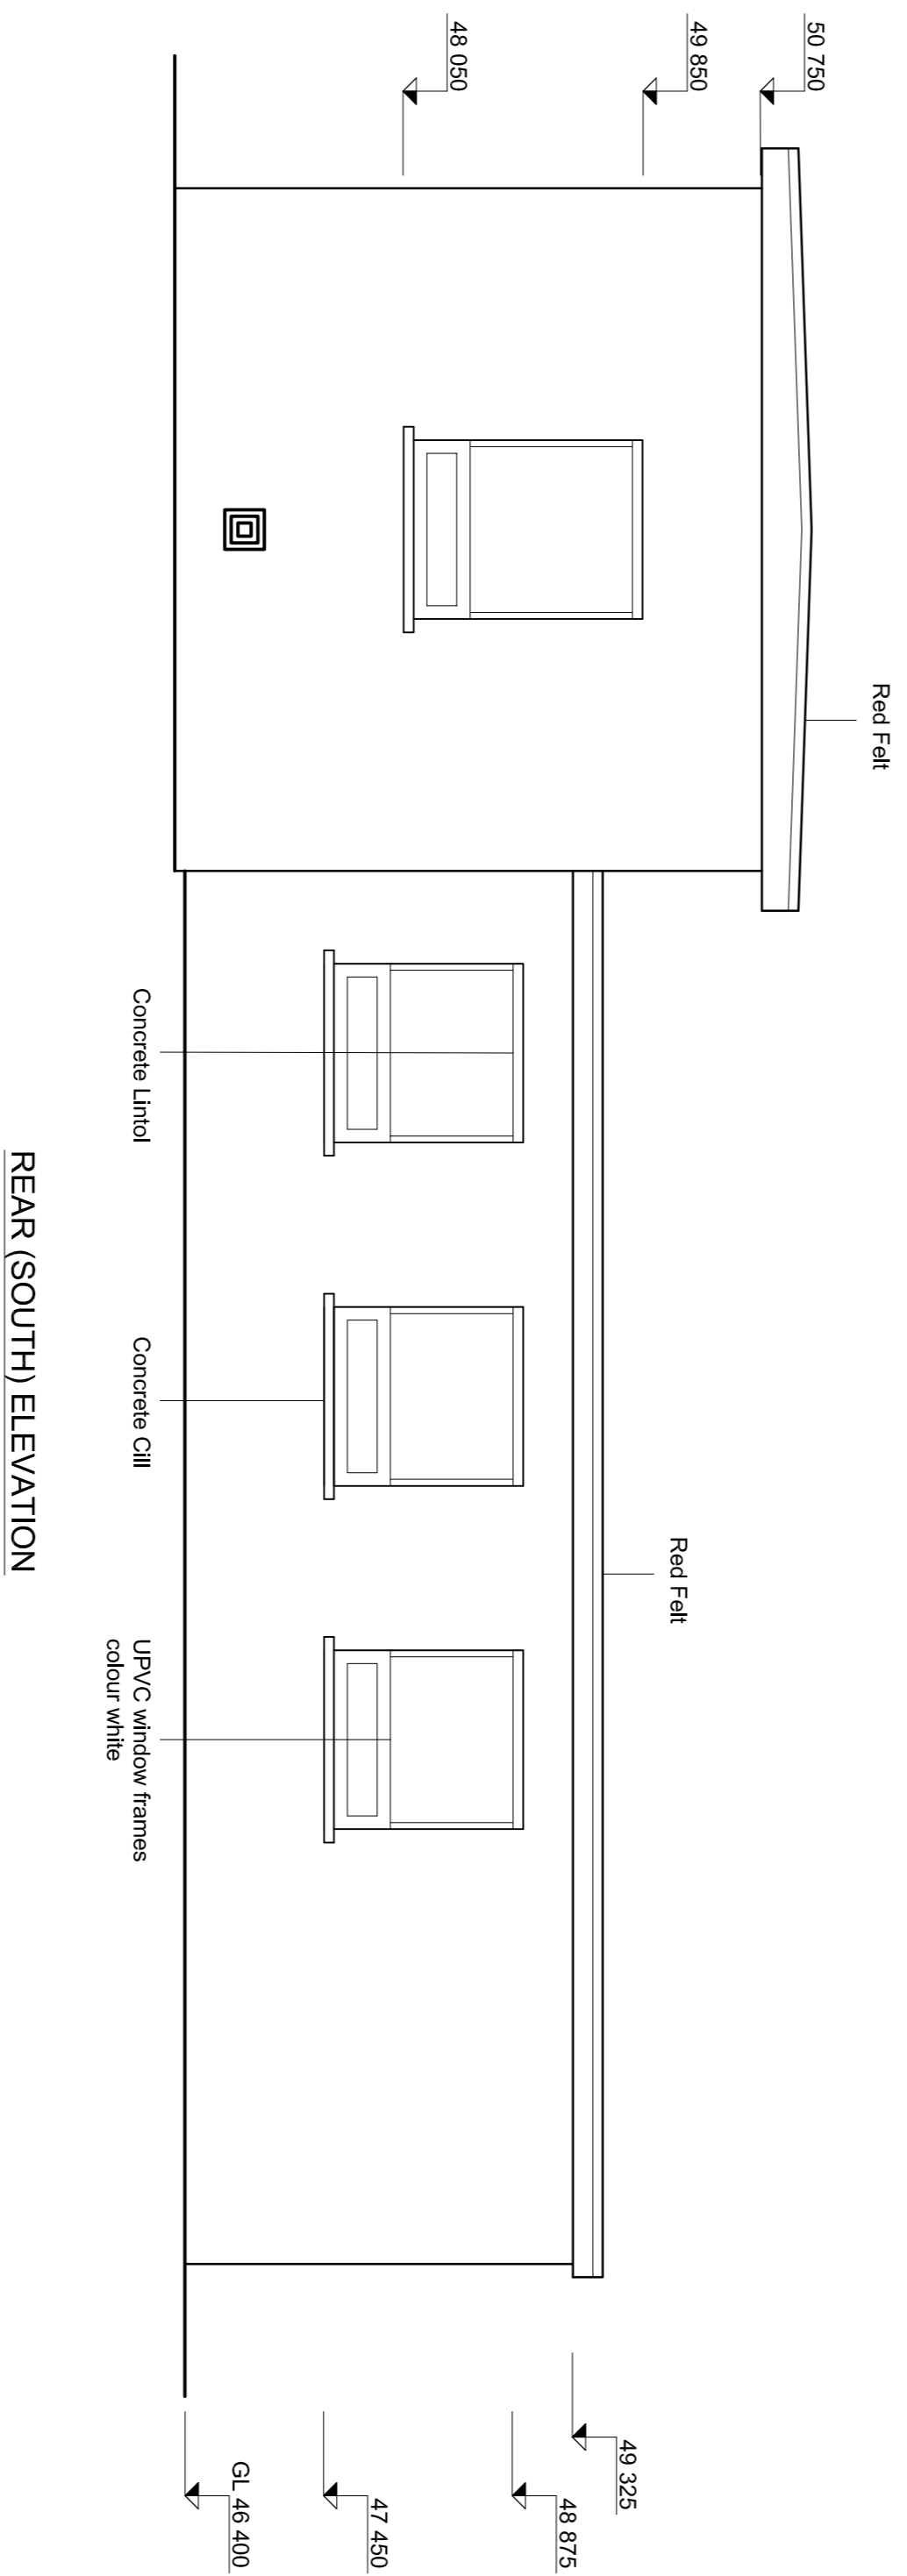 Red Felt
50 750
49 850
48 050
Red Felt
49 325
48 875
47 450
GL 46 400
Concrete Lintol
Concrete Cill
UPVC window frames
colour white
REAR (SOUTH) ELEVATION